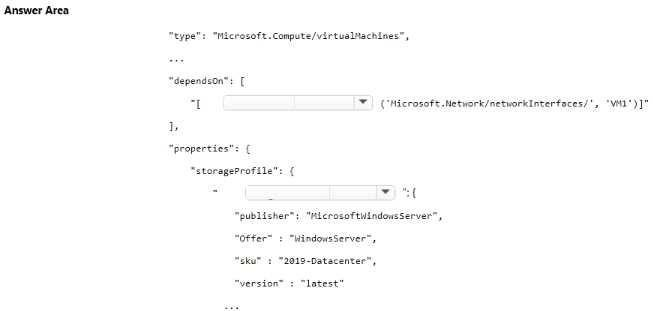 Answer Area
"type": "Microsoft.Compute/virtualMachines",
...
"dependsOn": [
"[ ('Microsoft.Network/networkInterfaces/', 'VM1')]"
],
"properties": {
"storageProfile": {
" ":{
"publisher": "MicrosoftWindowsServer",
"Offer" : "WindowsServer",
"sku" : "2019-Datacenter",
"version" : "latest"
...